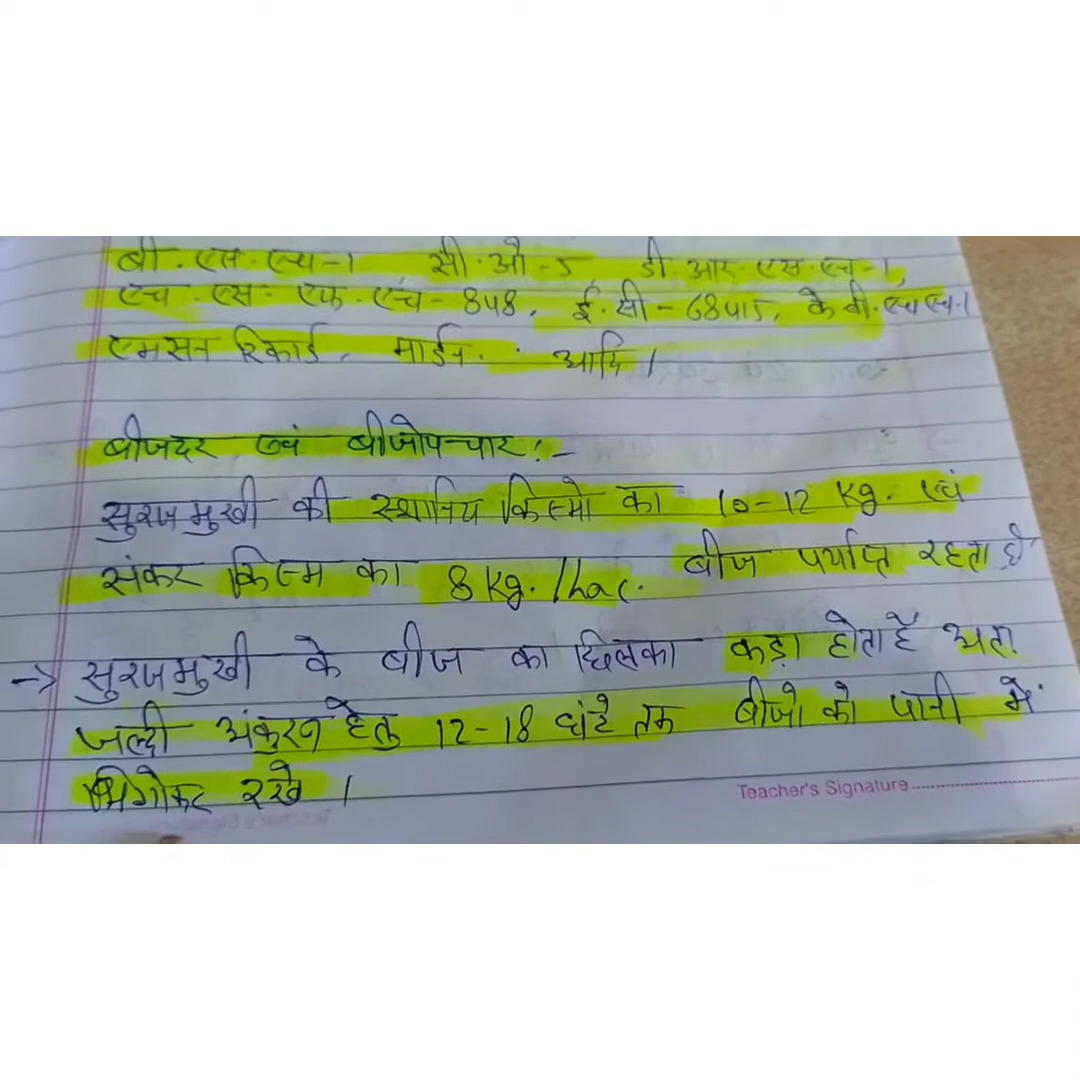 बी.एस.एच-1 सी.ओ-5 डी.आर.एस.एच-1,
एच.एस.एफ.एच-848, ई.सी-68415, के.बी.एच.एच.1
एमसन रिकार्ड, मार्डन. आदि।
बीजदर एवं बीजोपचार:-
सुरजमुखी की स्थानिय किस्मो का 10-12 Kg. एवं
संकर किस्म का 8 Kg. / hac. बीज पर्याप्त रहता है
→ सुरजमुखी के बीज का छिलका कड़ा होता है अतः
जल्दी अंकुरन हेतु 12-18 घंटे तक बीजो को पानी में
भिगोकर रखे।
Teacher's Signature